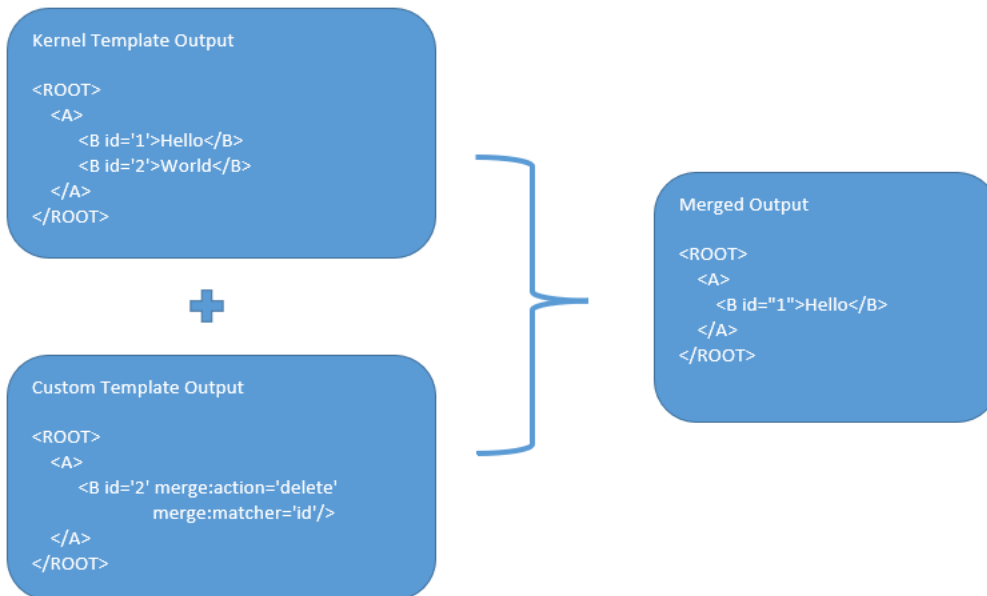 Kernel Template Output
<ROOT>
<A>
<B id='1'>Hello</B>
<B id='2'>World</B>
</A>
</ROOT>
Custom Template Output
<ROOT>
<A>
<B id='2' merge:action='delete'
merge:matcher='id'/>
</A>
</ROOT>
Merged Output
<ROOT>
<A>
<B id="1">Hello</B>
</A>
</ROOT>